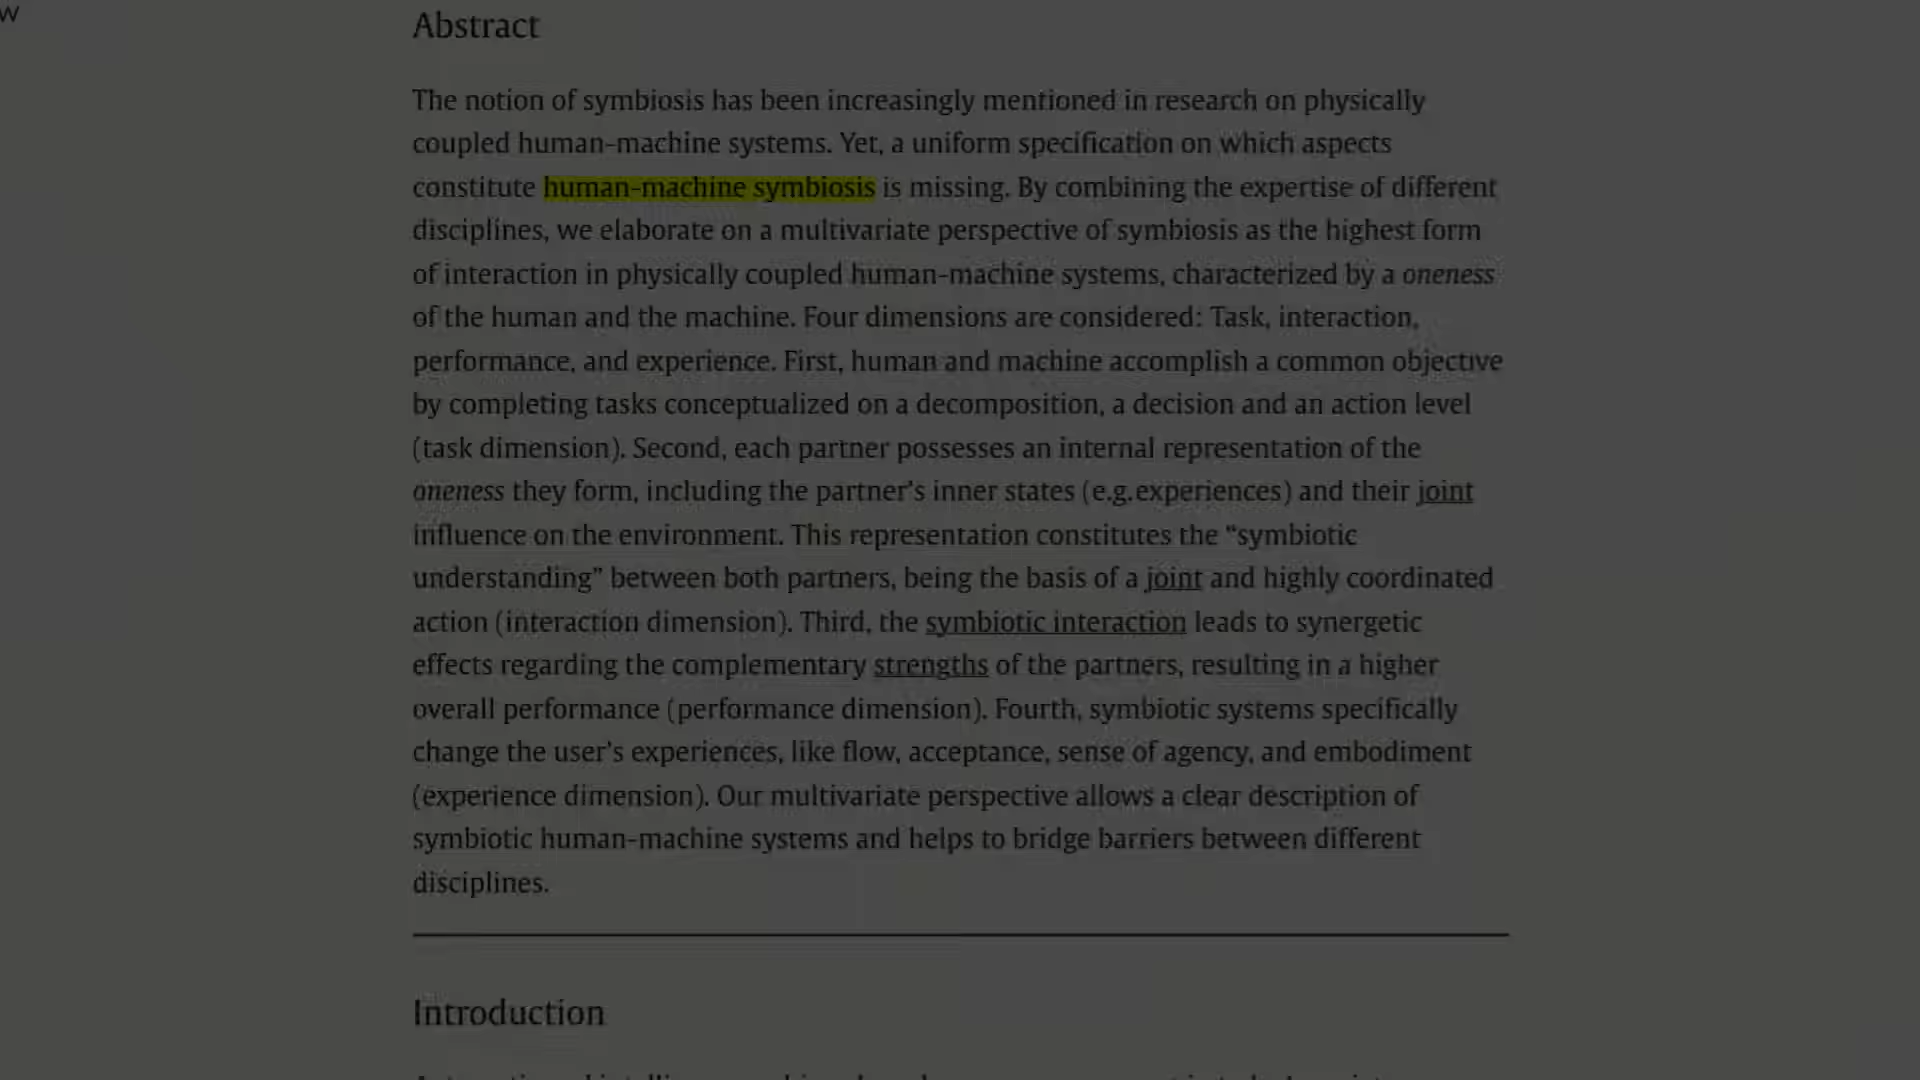 w
Abstract
The notion of symbiosis has been increasingly mentioned in research on physically
coupled human-machine systems. Yet, a uniform specification on which aspects
constitute human-machine symbiosis is missing. By combining the expertise of different
disciplines, we elaborate on a multivariate perspective of symbiosis as the highest form
of interaction in physically coupled human-machine systems, characterized by a oneness
of the human and the machine. Four dimensions are considered: Task, interaction,
performance, and experience. First, human and machine accomplish a common objective
by completing tasks conceptualized on a decomposition, a decision and an action level
(task dimension). Second, each partner possesses an internal representation of the
oneness they form, including the partner's inner states (e.g.experiences) and their joint
influence on the environment. This representation constitutes the “symbiotic
understanding” between both partners, being the basis of a joint and highly coordinated
action (interaction dimension). Third, the symbiotic interaction leads to synergetic
effects regarding the complementary strengths of the partners, resulting in a higher
overall performance (performance dimension). Fourth, symbiotic systems specifically
change the user's experiences, like flow, acceptance, sense of agency, and embodiment
(experience dimension). Our multivariate perspective allows a clear description of
symbiotic human-machine systems and helps to bridge barriers between different
disciplines.
Introduction